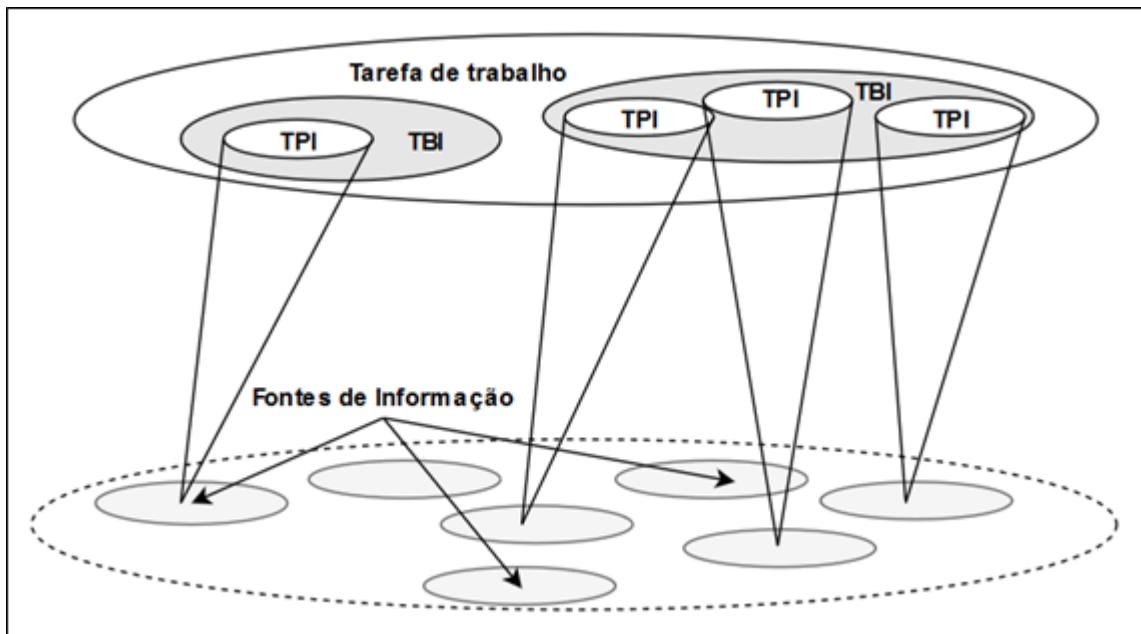 Tarefa de trabalho
TPI
TBI
TPI
TPI
TBI
TPI
Fontes de Informação